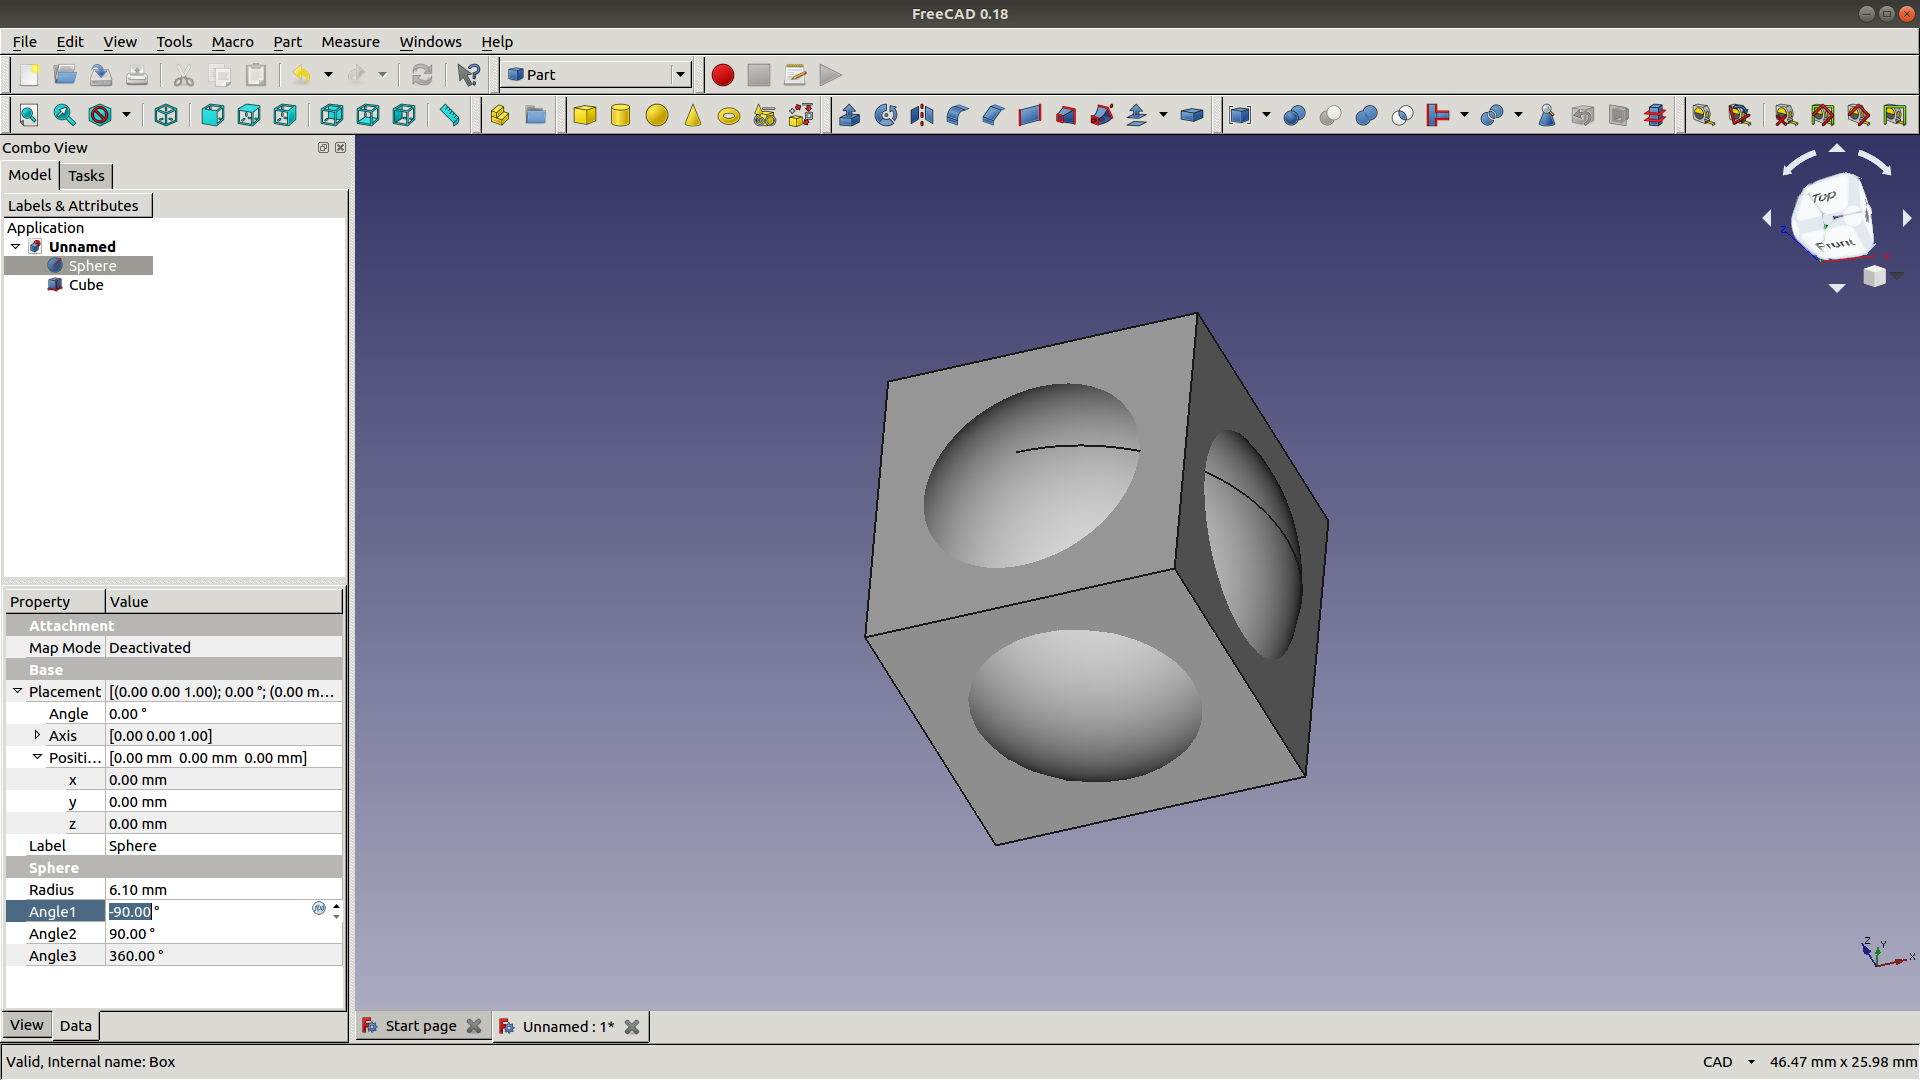 FreeCAD 0.18
File Edit View Tools Macro Part Measure Windows Help
Part
Combo View
Model Tasks
Labels & Attributes
Application
Unnamed
Sphere
Cube
Top
Front
Z
X
Property Value
Attachment
Map Mode Deactivated
Base
Placement [(0.00 0.00 1.00); 0.00 °; (0.00 m...
Angle 0.00 °
Axis [0.00 0.00 1.00]
Positi... [0.00 mm 0.00 mm 0.00 mm]
x 0.00 mm
y 0.00 mm
z 0.00 mm
Label Sphere
Sphere
Radius 6.10 mm
Angle1 -90.00 °
Angle2 90.00 °
Angle3 360.00 °
Z Y X
View Data
Start page Unnamed : 1*
Valid, Internal name: Box
CAD 46.47 mm x 25.98 mm